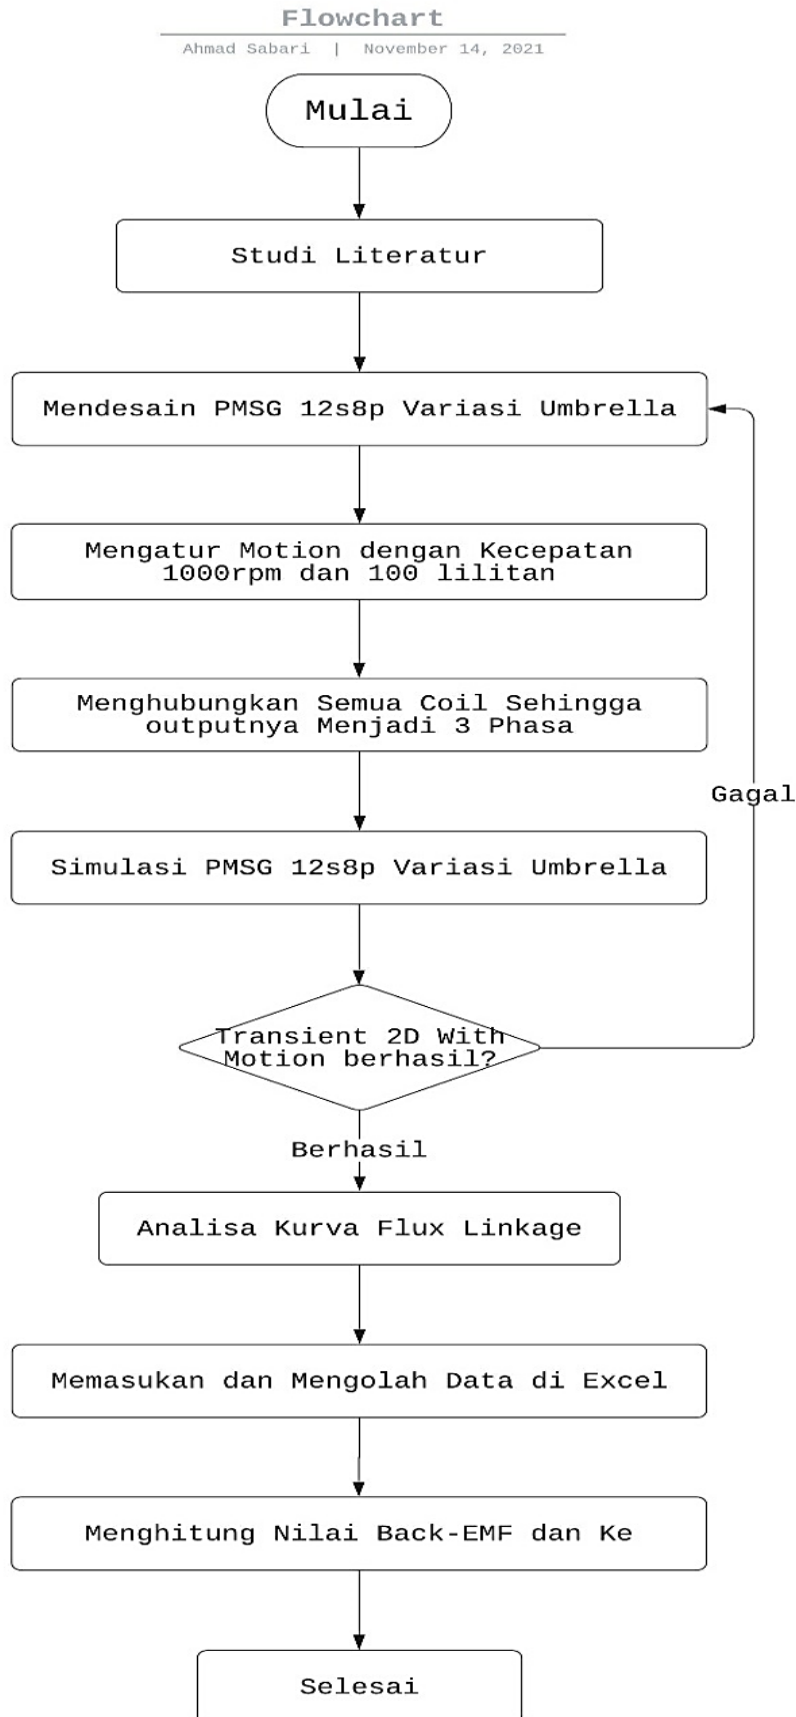 Flowchart
Ahmad Sabari | November 14, 2021
Mulai
Studi Literatur
Mendesain PMSG 12s8p Variasi Umbrella
Mengatur Motion dengan Kecepatan
1000rpm dan 100 lilitan
Menghubungkan Semua Coil Sehingga
outputnya Menjadi 3 Phasa
Gagal
Simulasi PMSG 12s8p Variasi Umbrella
Transient 2D With
Motion berhasil?
Berhasil
Analisa Kurva Flux Linkage
Memasukan dan Mengolah Data di Excel
Menghitung Nilai Back-EMF dan Ke
Selesai